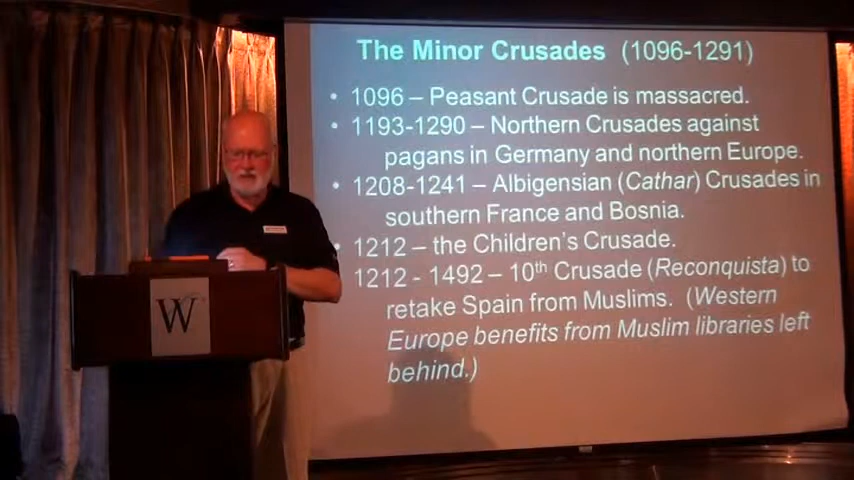 The Minor Crusades (1096-1291)
• 1096 – Peasant Crusade is massacred.
• 1193-1290 – Northern Crusades against
pagans in Germany and northern Europe.
• 1208-1241 – Albigensian (Cathar) Crusades in
southern France and Bosnia.
• 1212 – the Children's Crusade.
1212 - 1492 – 10th Crusade (Reconquista) to
retake Spain from Muslims. (Western
Europe benefits from Muslim libraries left
behind.)
W